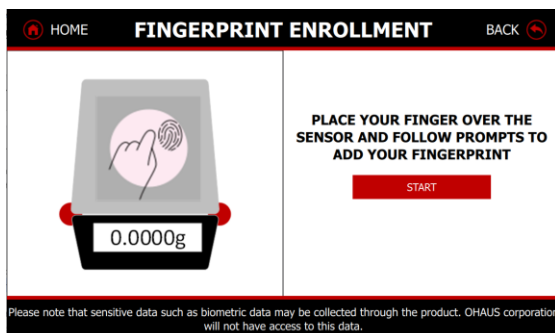 HOME
FINGERPRINT ENROLLMENT
BACK
PLACE YOUR FINGER OVER THE
SENSOR AND FOLLOW PROMPTS TO
ADD YOUR FINGERPRINT
START
0.0000g
Please note that sensitive data such as biometric data may be collected through the product. OHAUS corporation
will not have access to this data.